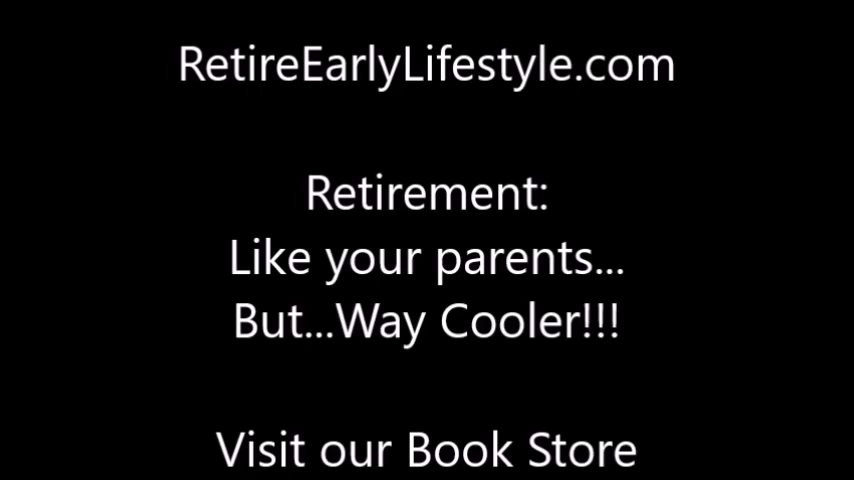 RetireEarlyLifestyle.com
Retirement:
Like your parents...
But...Way Cooler!!!
Visit our Book Store